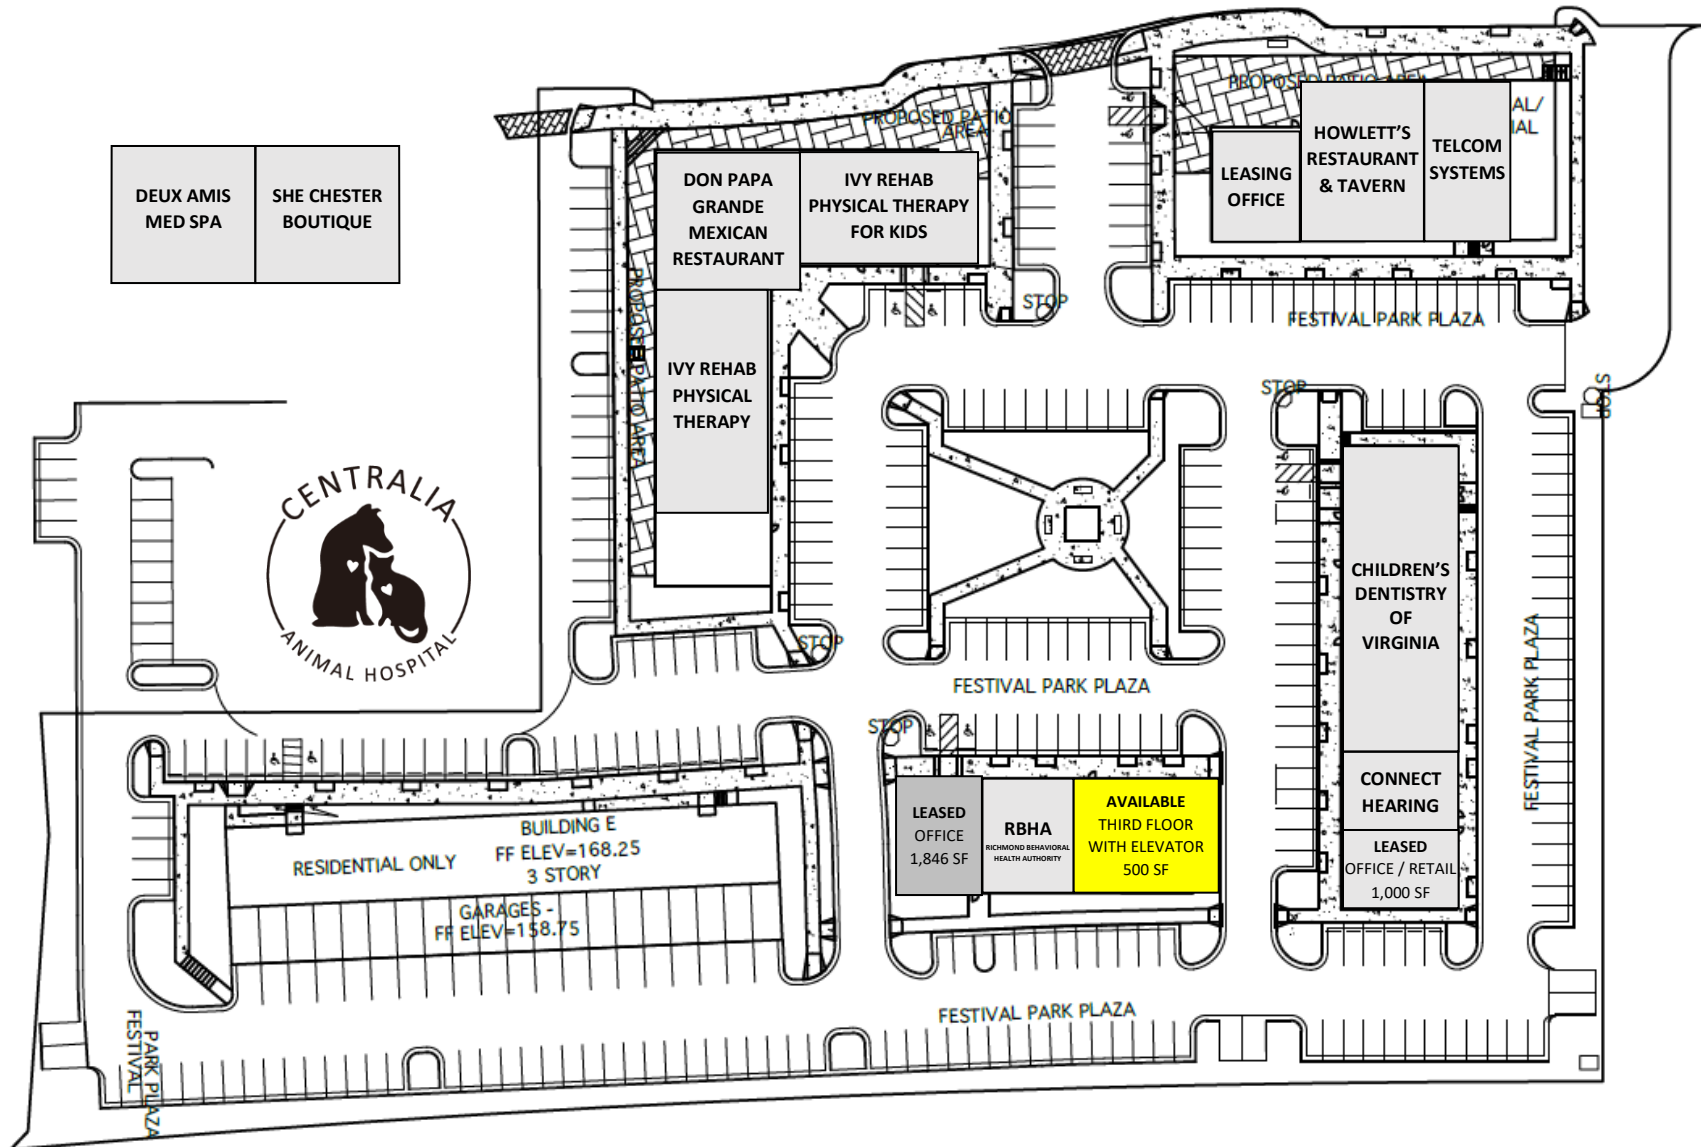 PROPOSED PATIO AREA
AL/
IAL
HOWLETT'S
RESTAURANT
& TAVERN
TELCOM
SYSTEMS
LEASING
OFFICE
PROPOSED PATIO
AREA
DEUX AMIS
MED SPA
SHE CHESTER
BOUTIQUE
DON PAPA
GRANDE
MEXICAN
RESTAURANT
IVY REHAB
PHYSICAL THERAPY
FOR KIDS
PROPOSED PATIO AREA
STOP
FESTIVAL PARK PLAZA
IVY REHAB
PHYSICAL
THERAPY
STOP
STOP
CENTRALIA
ANIMAL HOSPITAL
CHILDREN'S
DENTISTRY
OF
VIRGINIA
STOP
FESTIVAL PARK PLAZA
FESTIVAL PARK PLAZA
STOP
CONNECT
HEARING
LEASED
OFFICE / RETAIL
1,000 SF
LEASED
OFFICE
1,846 SF
RBHA
RICHMOND BEHAVIORAL
HEALTH AUTHORITY
AVAILABLE
THIRD FLOOR
WITH ELEVATOR
500 SF
BUILDING E
RESIDENTIAL ONLY
FF ELEV=168.25
3 STORY
GARAGES -
FF ELEV=158.75
FESTIVAL PARK PLAZA
FESTIVAL
PARK PLAZA